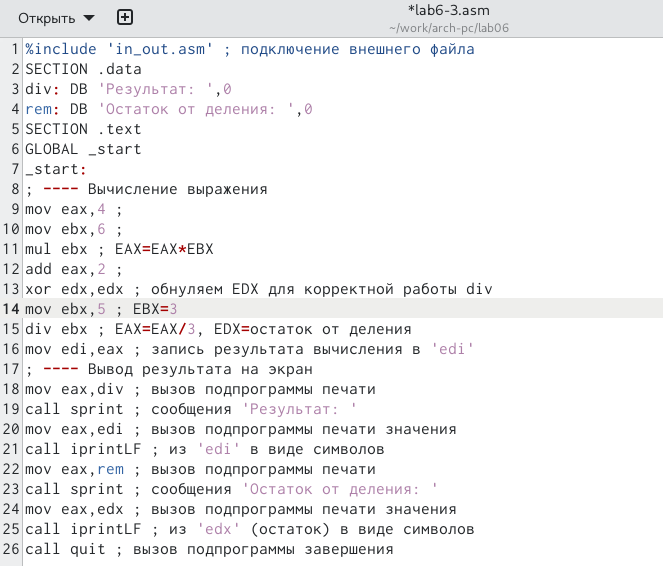 Открыть
*lab6-3.asm
~/work/arch-pc/lab06
1 %include 'in_out.asm' ; подключение внешнего файла
2 SECTION .data
3 div: DB 'Результат: ',0
4 rem: DB 'Остаток от деления: ',0
5 SECTION .text
6 GLOBAL _start
7 _start:
8 ; ---- Вычисление выражения
9 mov eax,4 ;
10 mov ebx,6 ;
11 mul ebx ; EAX=EAX*EBX
12 add eax,2 ;
13 xor edx,edx ; обнуляем EDX для корректной работы div
14 mov ebx,5 ; EBX=3
15 div ebx ; EAX=EAX/3, EDX=остаток от деления
16 mov edi,eax ; запись результата вычисления в 'edi'
17 ; ---- Вывод результата на экран
18 mov eax,div ; вызов подпрограммы печати
19 call sprint ; сообщения 'Результат: '
20 mov eax,edi ; вызов подпрограммы печати значения
21 call iprintLF ; из 'edi' в виде символов
22 mov eax,rem ; вызов подпрограммы печати
23 call sprint ; сообщения 'Остаток от деления: '
24 mov eax,edx ; вызов подпрограммы печати значения
25 call iprintLF ; из 'edx' (остаток) в виде символов
26 call quit ; вызов подпрограммы завершения